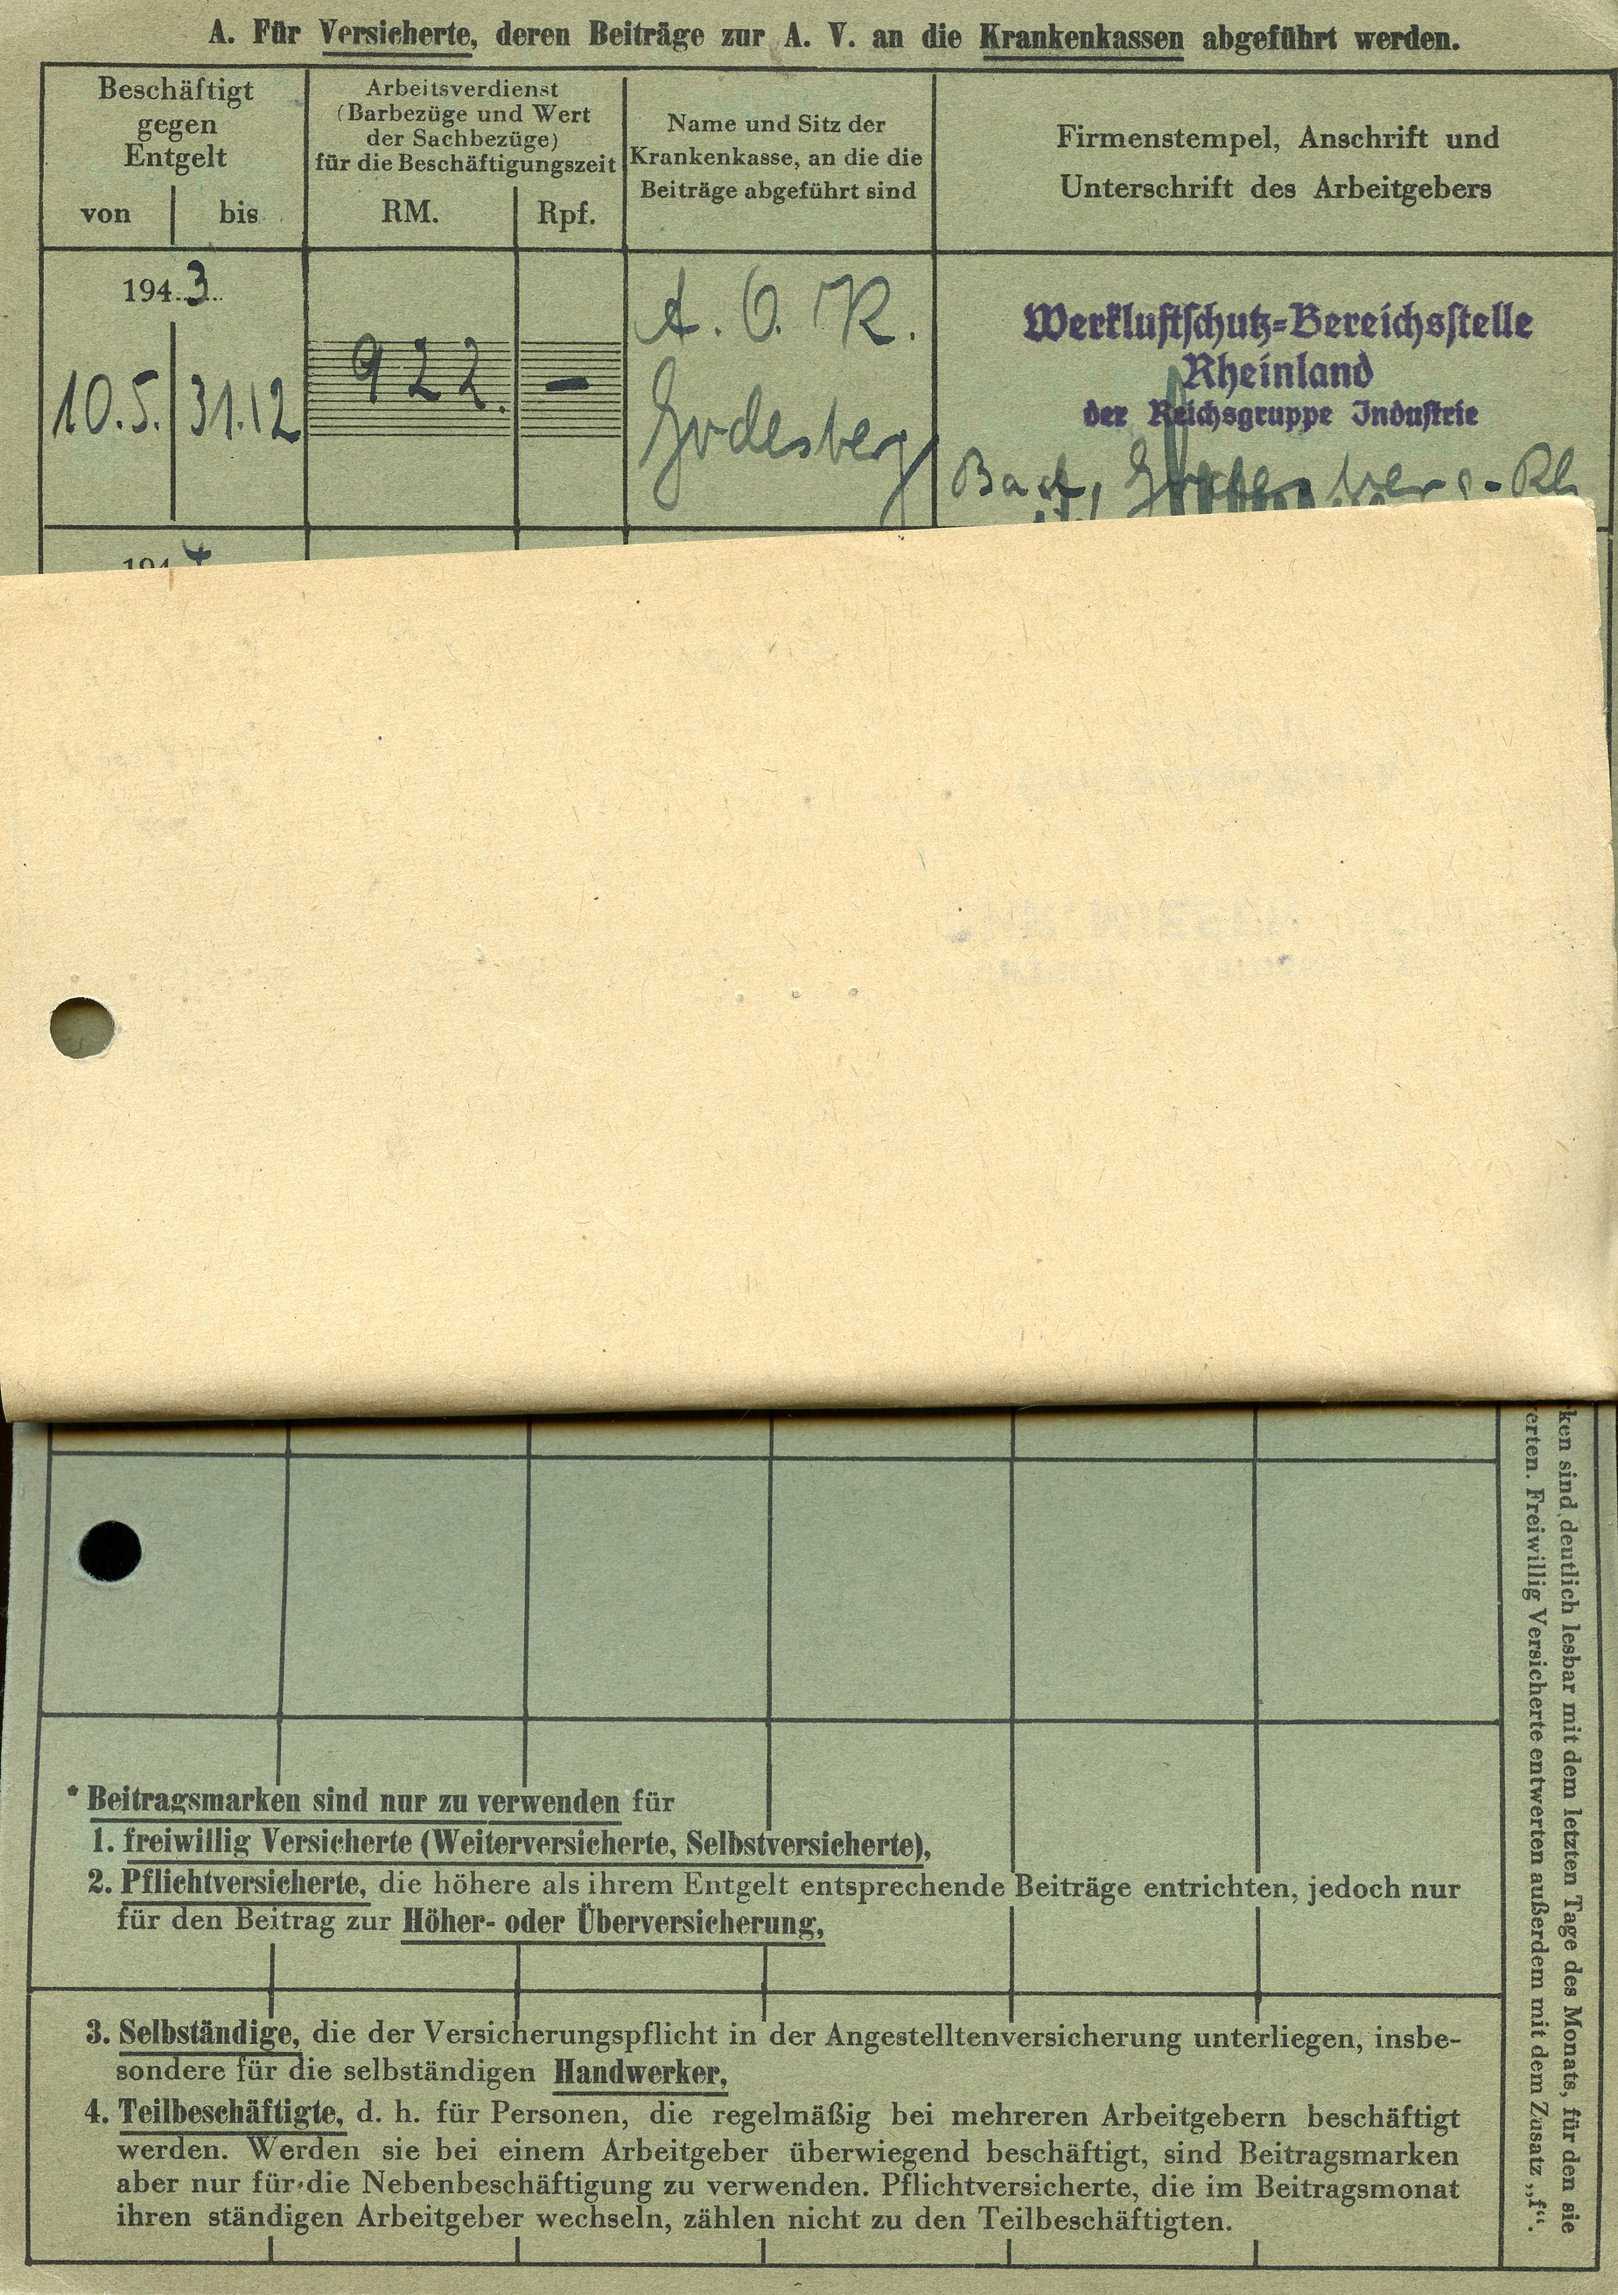 A. Für Versicherte, deren Beiträge zur A. V. an die Krankenkassen abgeführt werden.
Beschäftigt
gegen
Entgelt
von bis
Arbeitsverdienst
(Barbezüge und Wert
der Sachbezüge)
für die Beschäftigungszeit
RM. Rpf.
Name und Sitz der
Krankenkasse, an die die
Beiträge abgeführt sind
Firmenstempel, Anschrift und
Unterschrift des Arbeitgebers
1943
10.5. 31.12
922. –
A. O. K.
Godesberg
Werkluftschutz=Bereichsstelle
Rheinland
der Reichsgruppe Industrie
Bad, Godesberg-Rh
194 4
rken sind deutlich lesbar mit dem letzten Tage des Monats, für den sie
erten. Freiwillig Versicherte entwerten außerdem mit dem Zusatz „f“.
* Beitragsmarken sind nur zu verwenden für
1. freiwillig Versicherte (Weiterversicherte, Selbstversicherte),
2. Pflichtversicherte, die höhere als ihrem Entgelt entsprechende Beiträge entrichten, jedoch nur
für den Beitrag zur Höher- oder Überversicherung,
3. Selbständige, die der Versicherungspflicht in der Angestelltenversicherung unterliegen, insbe-
sondere für die selbständigen Handwerker,
4. Teilbeschäftigte, d. h. für Personen, die regelmäßig bei mehreren Arbeitgebern beschäftigt
werden. Werden sie bei einem Arbeitgeber überwiegend beschäftigt, sind Beitragsmarken
aber nur für die Nebenbeschäftigung zu verwenden. Pflichtversicherte, die im Beitragsmonat
ihren ständigen Arbeitgeber wechseln, zählen nicht zu den Teilbeschäftigten.